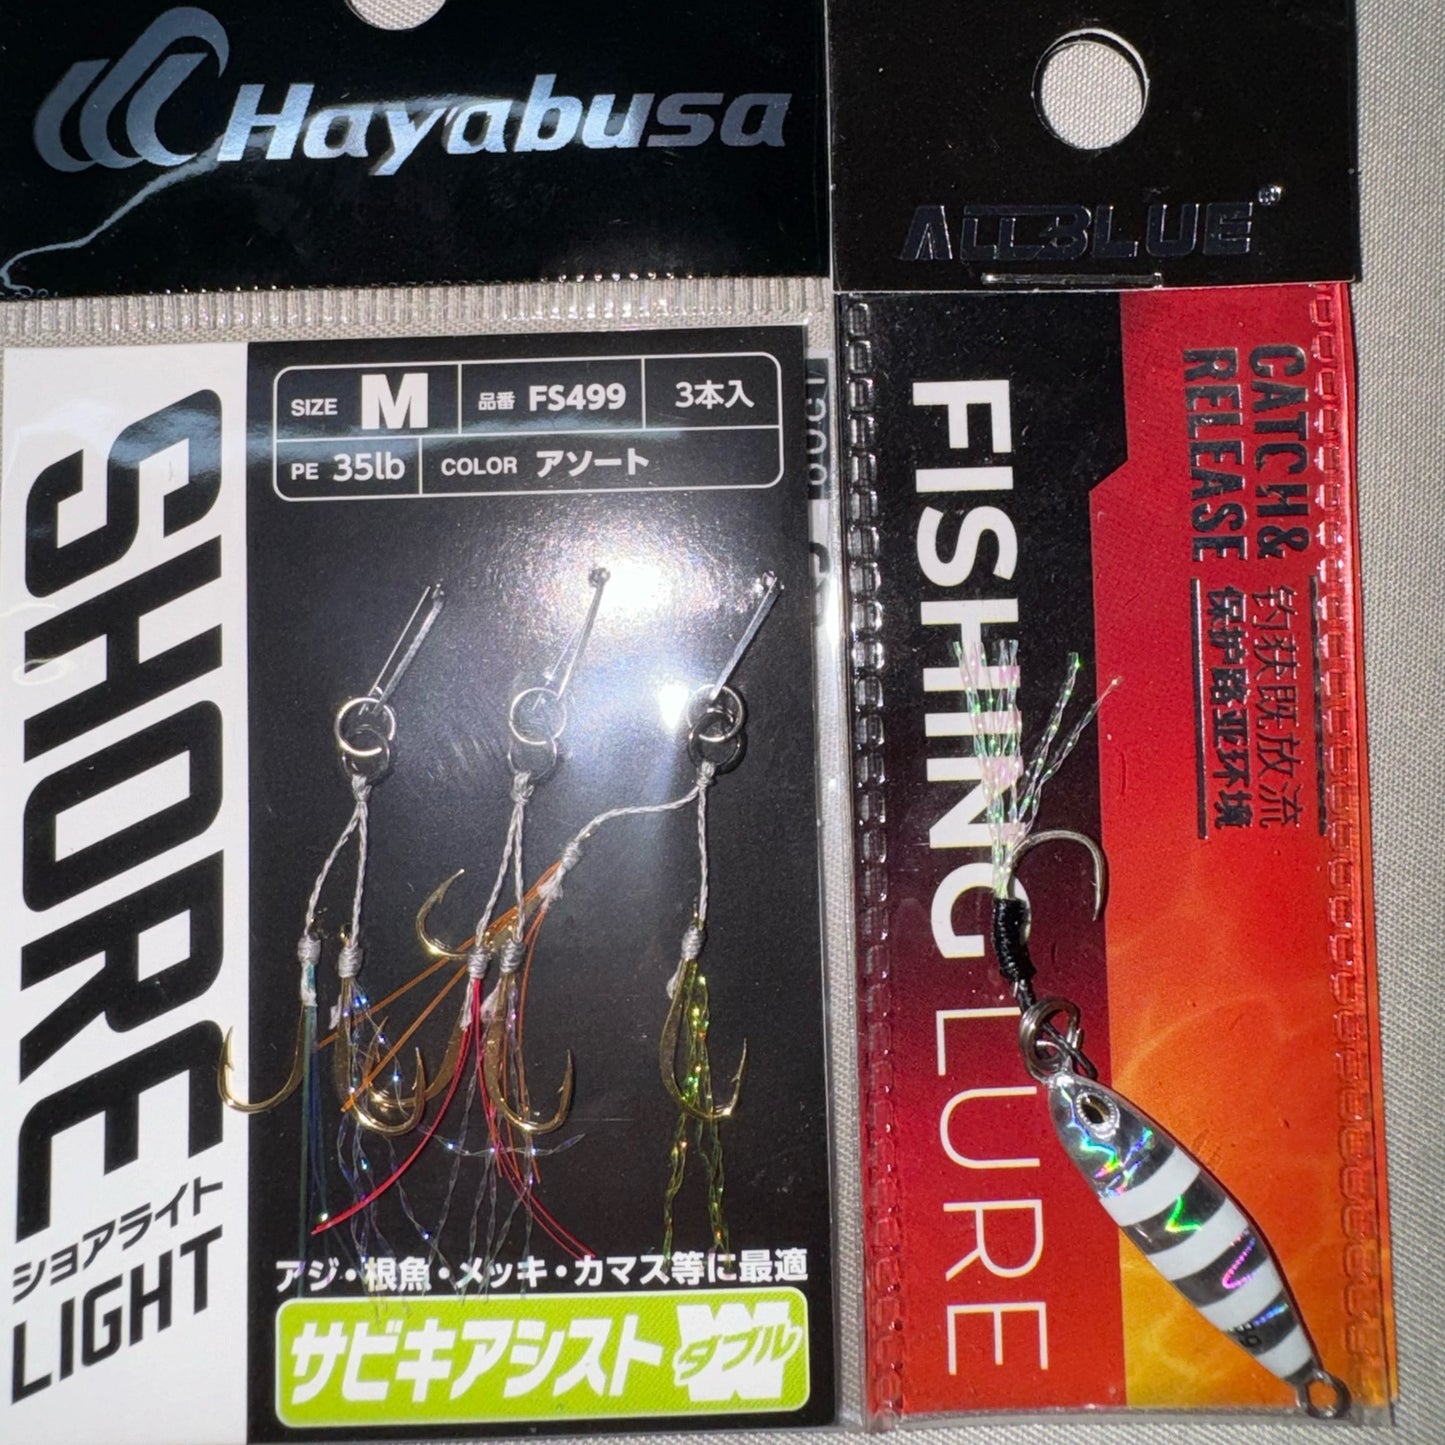 Hayabusa
SHORE
ショアライト
LIGHT
SIZE M 品番 FS499 3本入
PE 35lb COLOR アソート
アジ・根魚・メッキ・カマス等に最適
サビキアシスト ダブル W
ALLBLUE®
FISHING LURE
CATCH &
RELEASE
钓获既放流
保护路亚环境